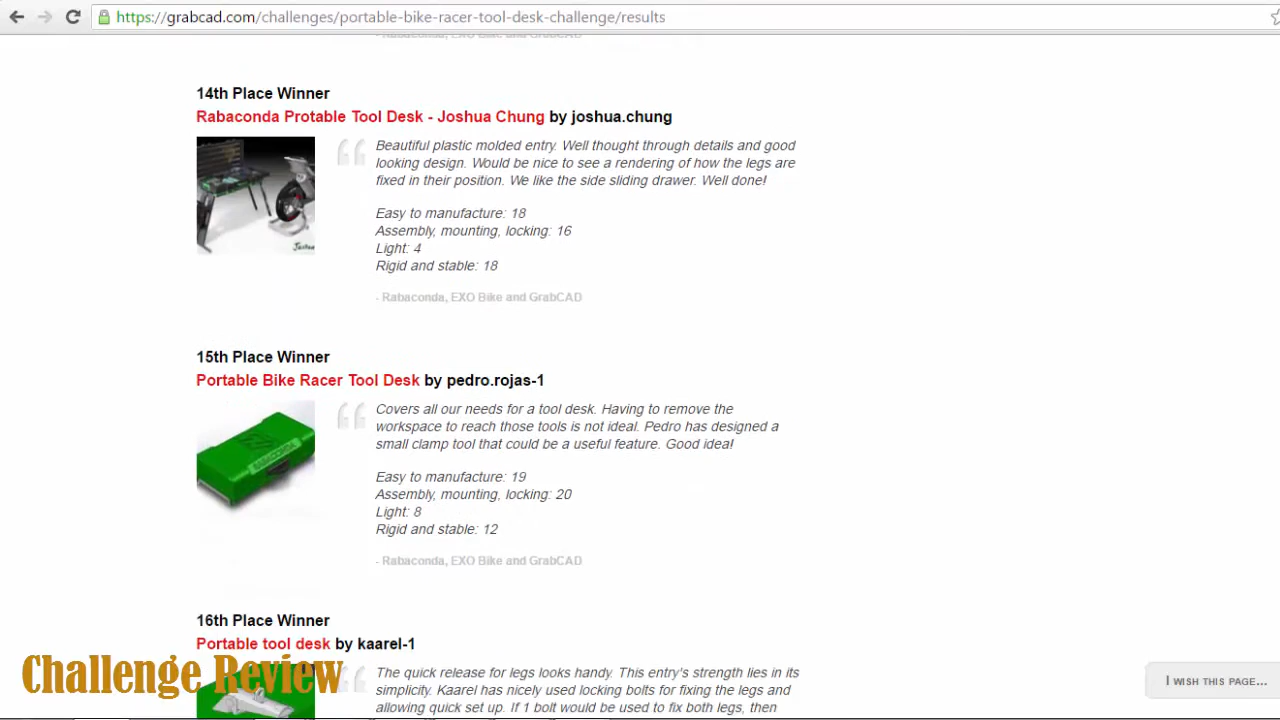 https://grabcad.com/challenges/portable-bike-racer-tool-desk-challenge/results
- Rabaconda, EXO Bike and GrabCAD
14th Place Winner
Rabaconda Protable Tool Desk - Joshua Chung by joshua.chung
Beautiful plastic molded entry. Well thought through details and good
looking design. Would be nice to see a rendering of how the legs are
fixed in their position. We like the side sliding drawer. Well done!
Easy to manufacture: 18
Assembly, mounting, locking: 16
Light: 4
Rigid and stable: 18
- Rabaconda, EXO Bike and GrabCAD
15th Place Winner
Portable Bike Racer Tool Desk by pedro.rojas-1
Covers all our needs for a tool desk. Having to remove the
workspace to reach those tools is not ideal. Pedro has designed a
small clamp tool that could be a useful feature. Good idea!
RABACONDA
Easy to manufacture: 19
Assembly, mounting, locking: 20
Light: 8
Rigid and stable: 12
- Rabaconda, EXO Bike and GrabCAD
16th Place Winner
Portable tool desk by kaarel-1
The quick release for legs looks handy. This entry's strength lies in its
simplicity. Kaarel has nicely used locking bolts for fixing the legs and
allowing quick set up. If 1 bolt would be used to fix both legs, then
Challenge Review
I WISH THIS PAGE...